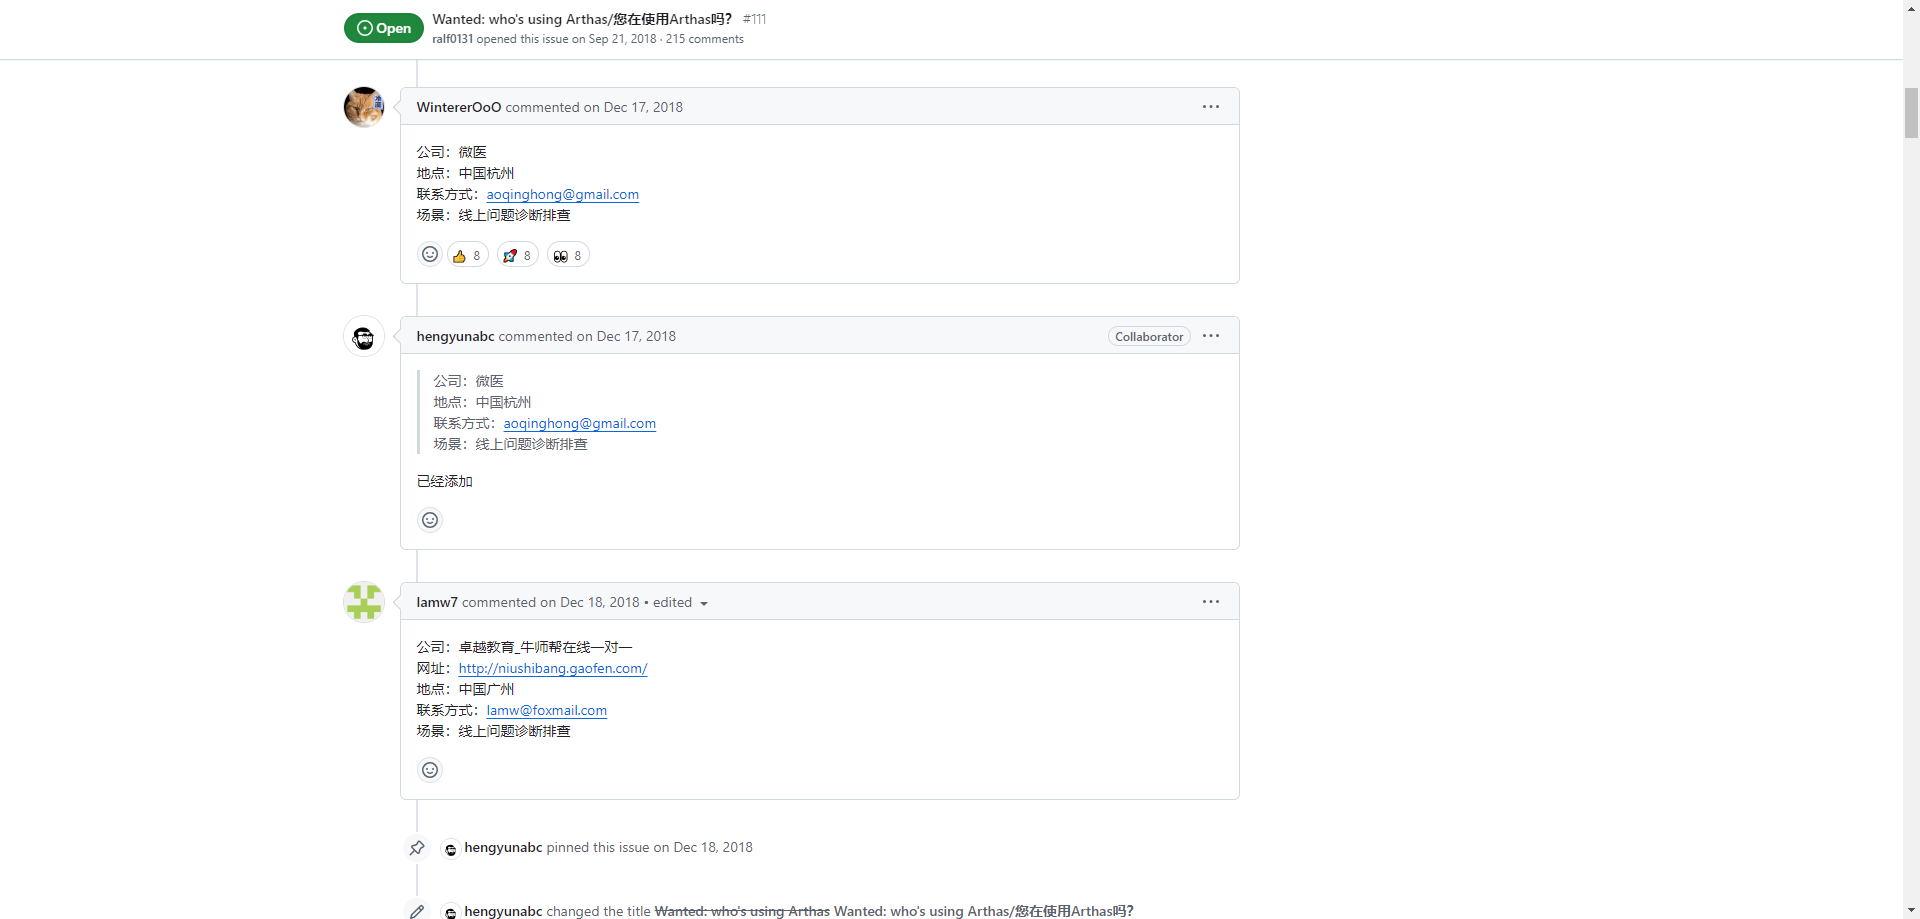 Open
Wanted: who's using Arthas/您在使用Arthas吗? #111
ralf0131 opened this issue on Sep 21, 2018 · 215 comments
WintererOoO commented on Dec 17, 2018
公司：微医
地点：中国杭州
联系方式：aoqinghong@gmail.com
场景：线上问题诊断排查
8 8 8
hengyunabc commented on Dec 17, 2018 Collaborator
公司：微医
地点：中国杭州
联系方式：aoqinghong@gmail.com
场景：线上问题诊断排查
已经添加
lamw7 commented on Dec 18, 2018 • edited
公司：卓越教育_牛师帮在线一对一
网址：http://niushibang.gaofen.com/
地点：中国广州
联系方式：lamw@foxmail.com
场景：线上问题诊断排查
hengyunabc pinned this issue on Dec 18, 2018
hengyunabc changed the title Wanted: who's using Arthas Wanted: who's using Arthas/您在使用Arthas吗?